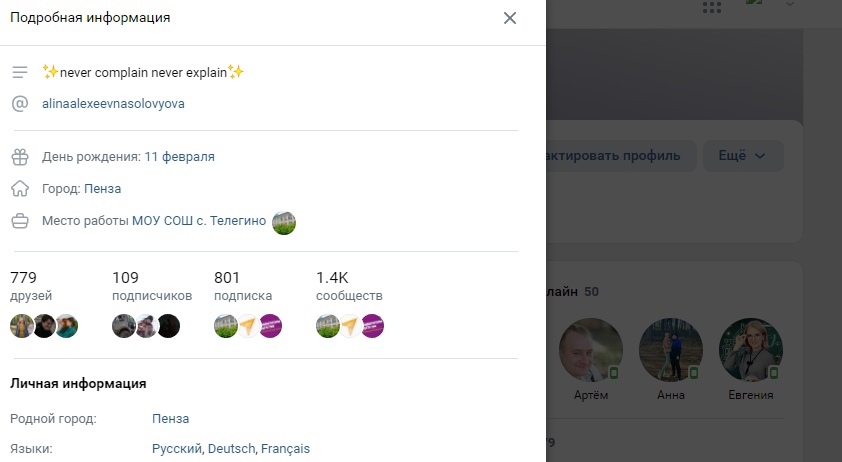 Подробная информация
✨never complain never explain✨
alinaalexeevnasolovyova
День рождения: 11 февраля
Город: Пенза
Место работы МОУ СОШ с. Телегино
779
друзей
109
подписчиков
801
подписка
1.4K
сообществ
Личная информация
Родной город: Пенза
Языки: Русский, Deutsch, Français
актировать профиль
Ещё
лайн 50
Артём
Анна
Евгения